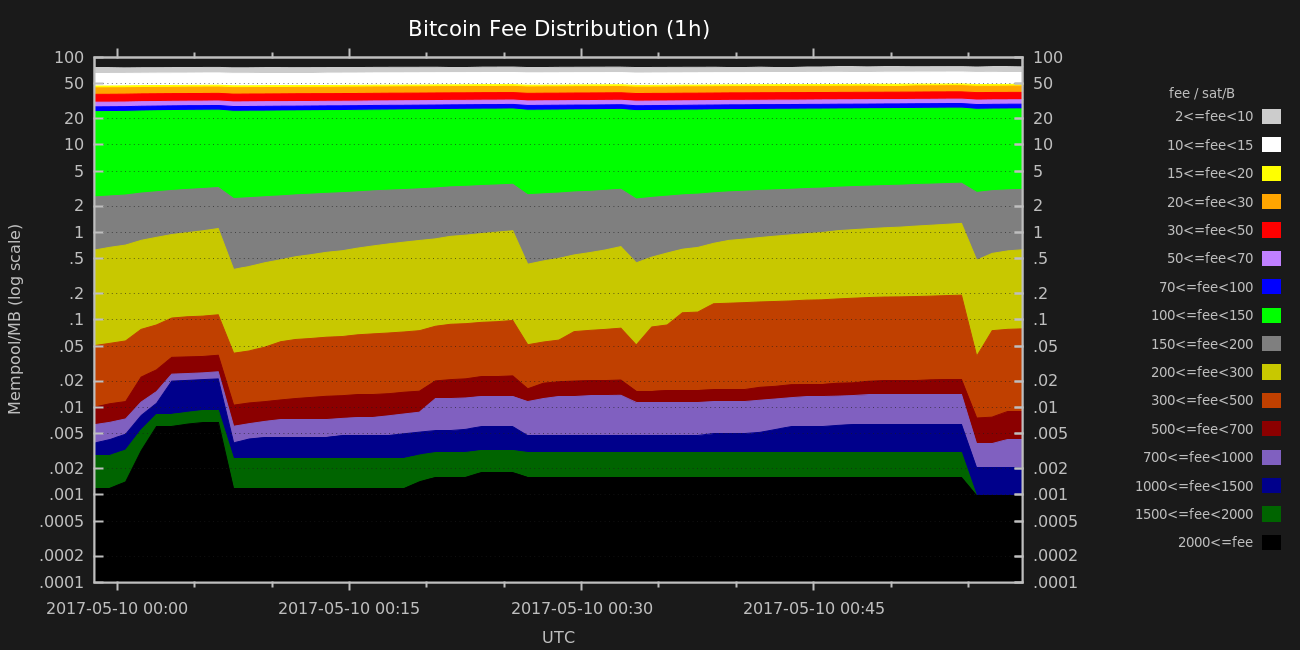 Bitcoin Fee Distribution (1h)
100 100
50 50
20 20
10 10
5 5
2 2
1 1
.5 .5
.2 .2
.1 .1
.05 .05
.02 .02
.01 .01
.005 .005
.002 .002
.001 .001
.0005 .0005
.0002 .0002
.0001 .0001
Mempool/MB (log scale)
2017-05-10 00:00 2017-05-10 00:15 2017-05-10 00:30 2017-05-10 00:45
UTC
fee / sat/B
2<=fee<10
10<=fee<15
15<=fee<20
20<=fee<30
30<=fee<50
50<=fee<70
70<=fee<100
100<=fee<150
150<=fee<200
200<=fee<300
300<=fee<500
500<=fee<700
700<=fee<1000
1000<=fee<1500
1500<=fee<2000
2000<=fee